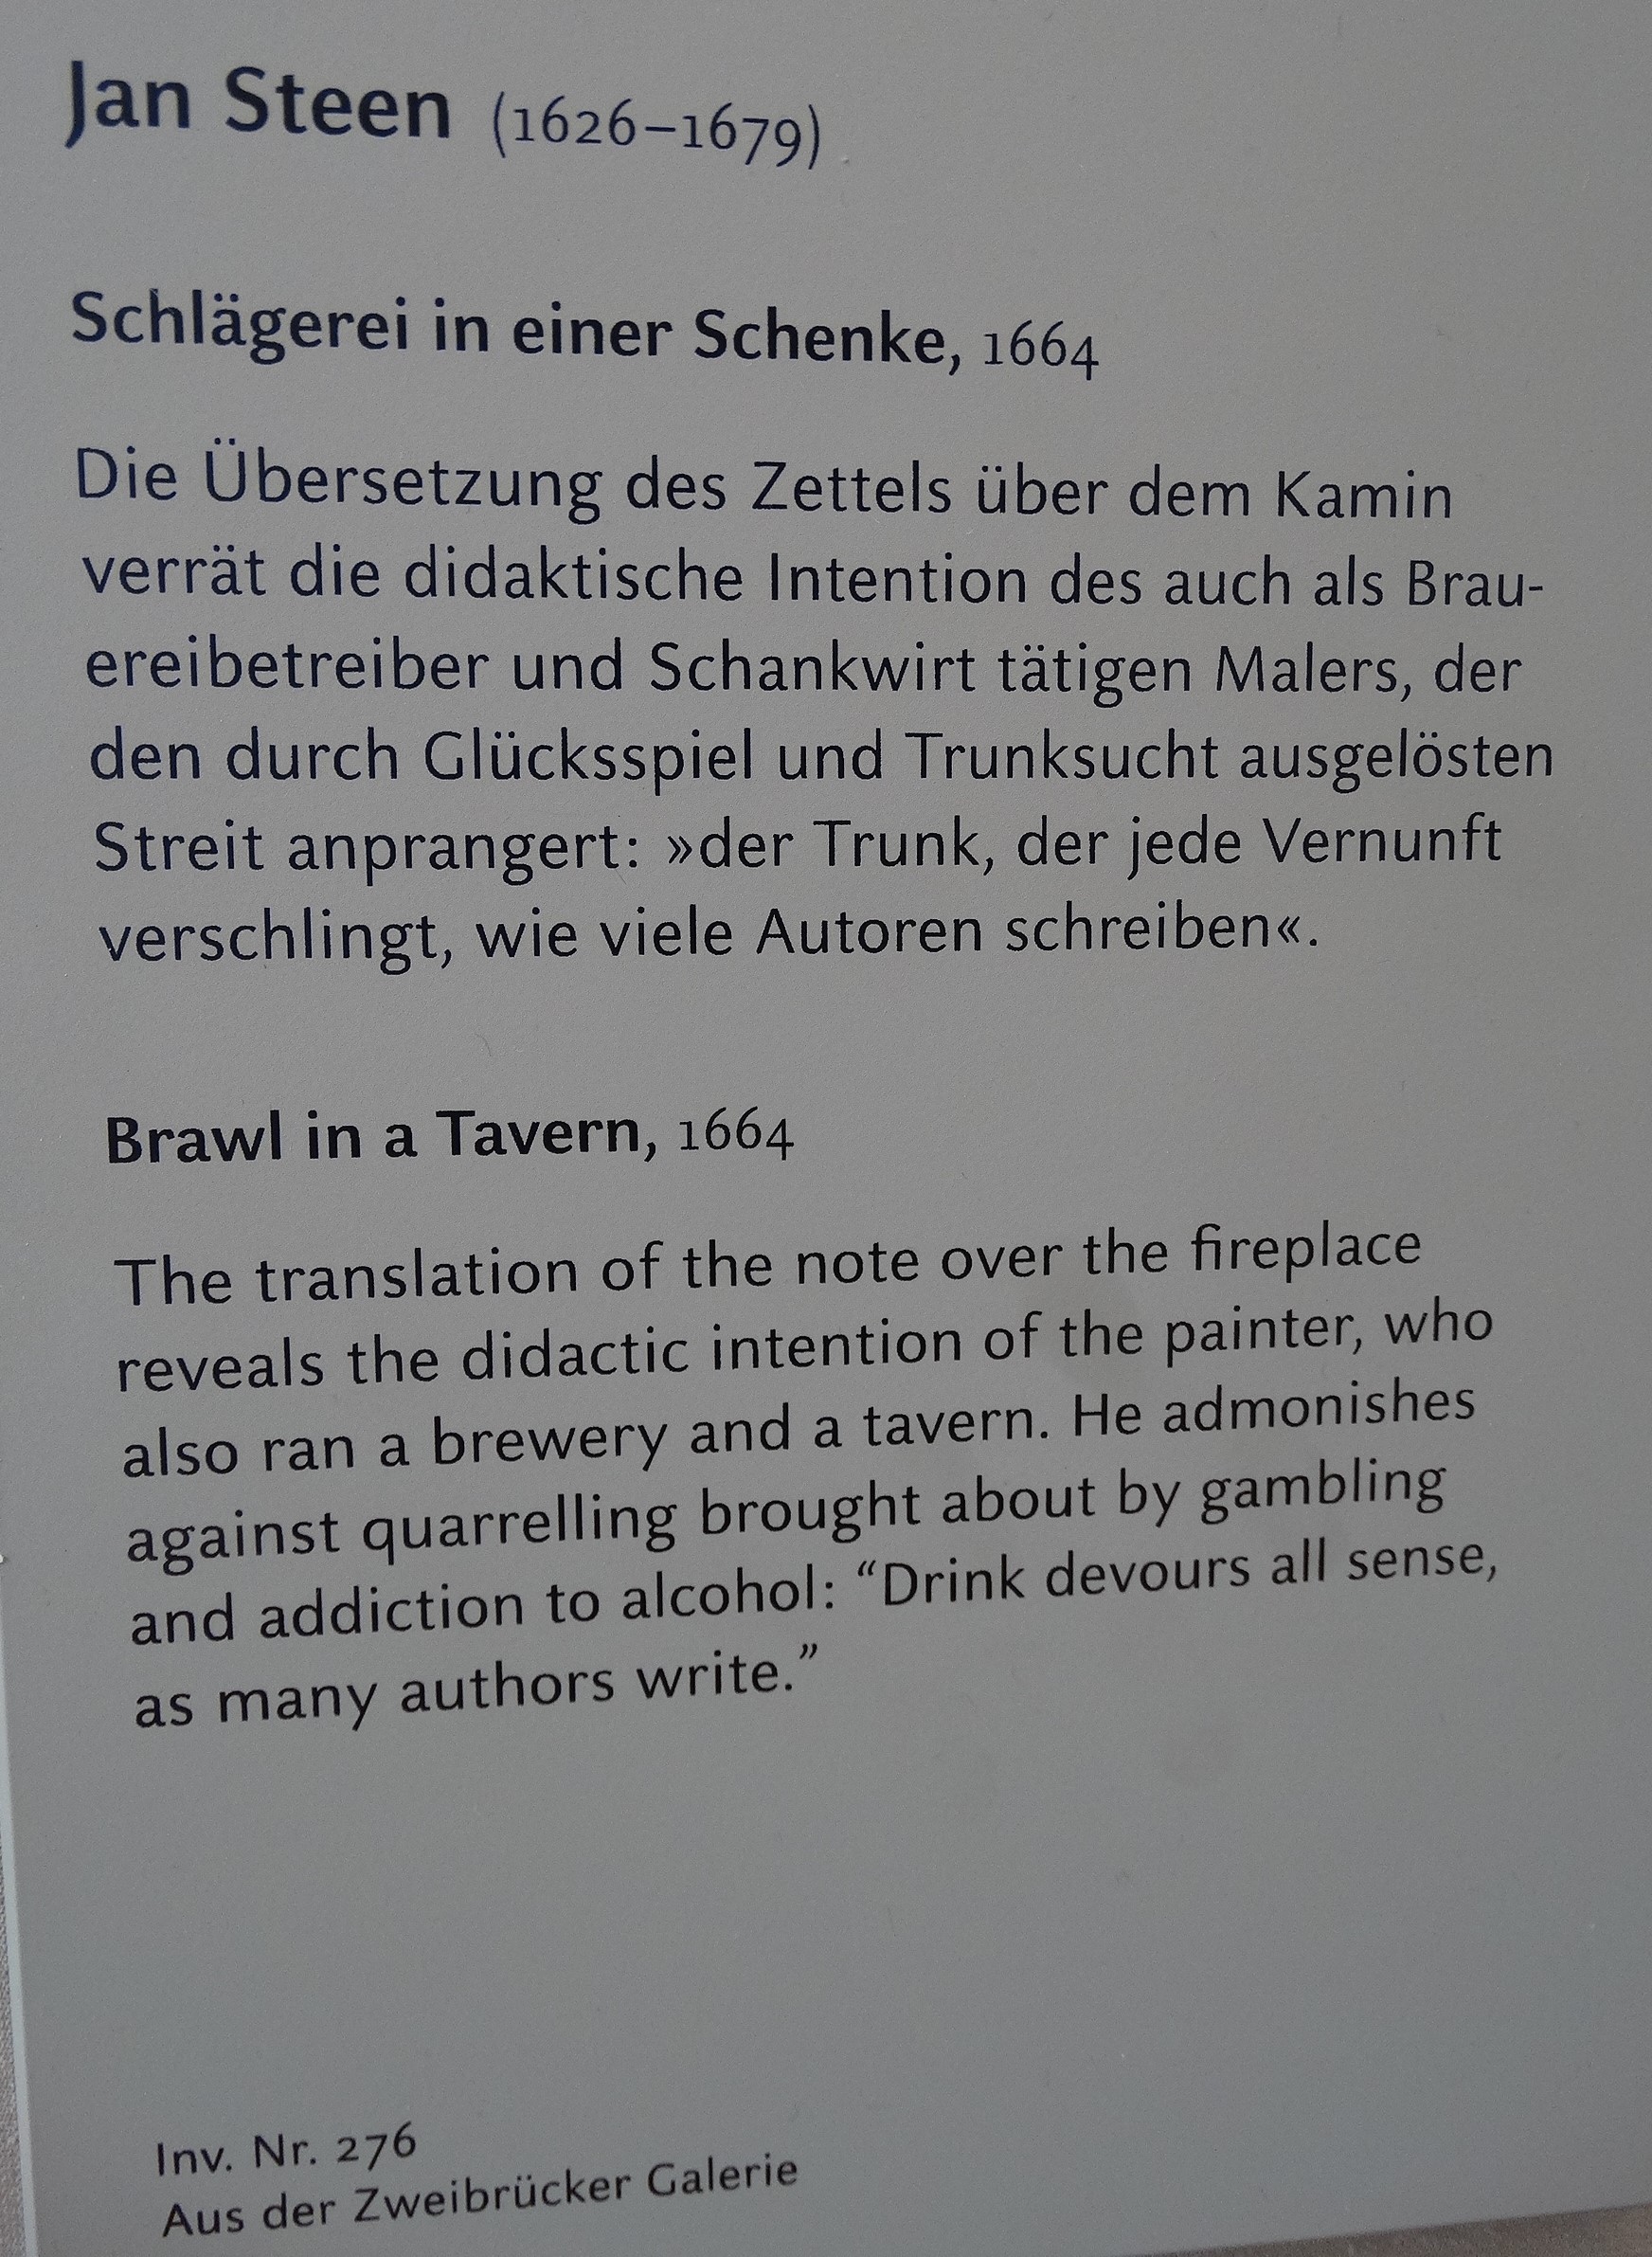 Jan Steen (1626–1679)
Schlägerei in einer Schenke, 1664
Die Übersetzung des Zettels über dem Kamin
verrät die didaktische Intention des auch als Brau-
ereibetreiber und Schankwirt tätigen Malers, der
den durch Glücksspiel und Trunksucht ausgelösten
Streit anprangert: »der Trunk, der jede Vernunft
verschlingt, wie viele Autoren schreiben«.
Brawl in a Tavern, 1664
The translation of the note over the fireplace
reveals the didactic intention of the painter, who
also ran a brewery and a tavern. He admonishes
against quarrelling brought about by gambling
and addiction to alcohol: “Drink devours all sense,
as many authors write.”
Inv. Nr. 276
Aus der Zweibrücker Galerie